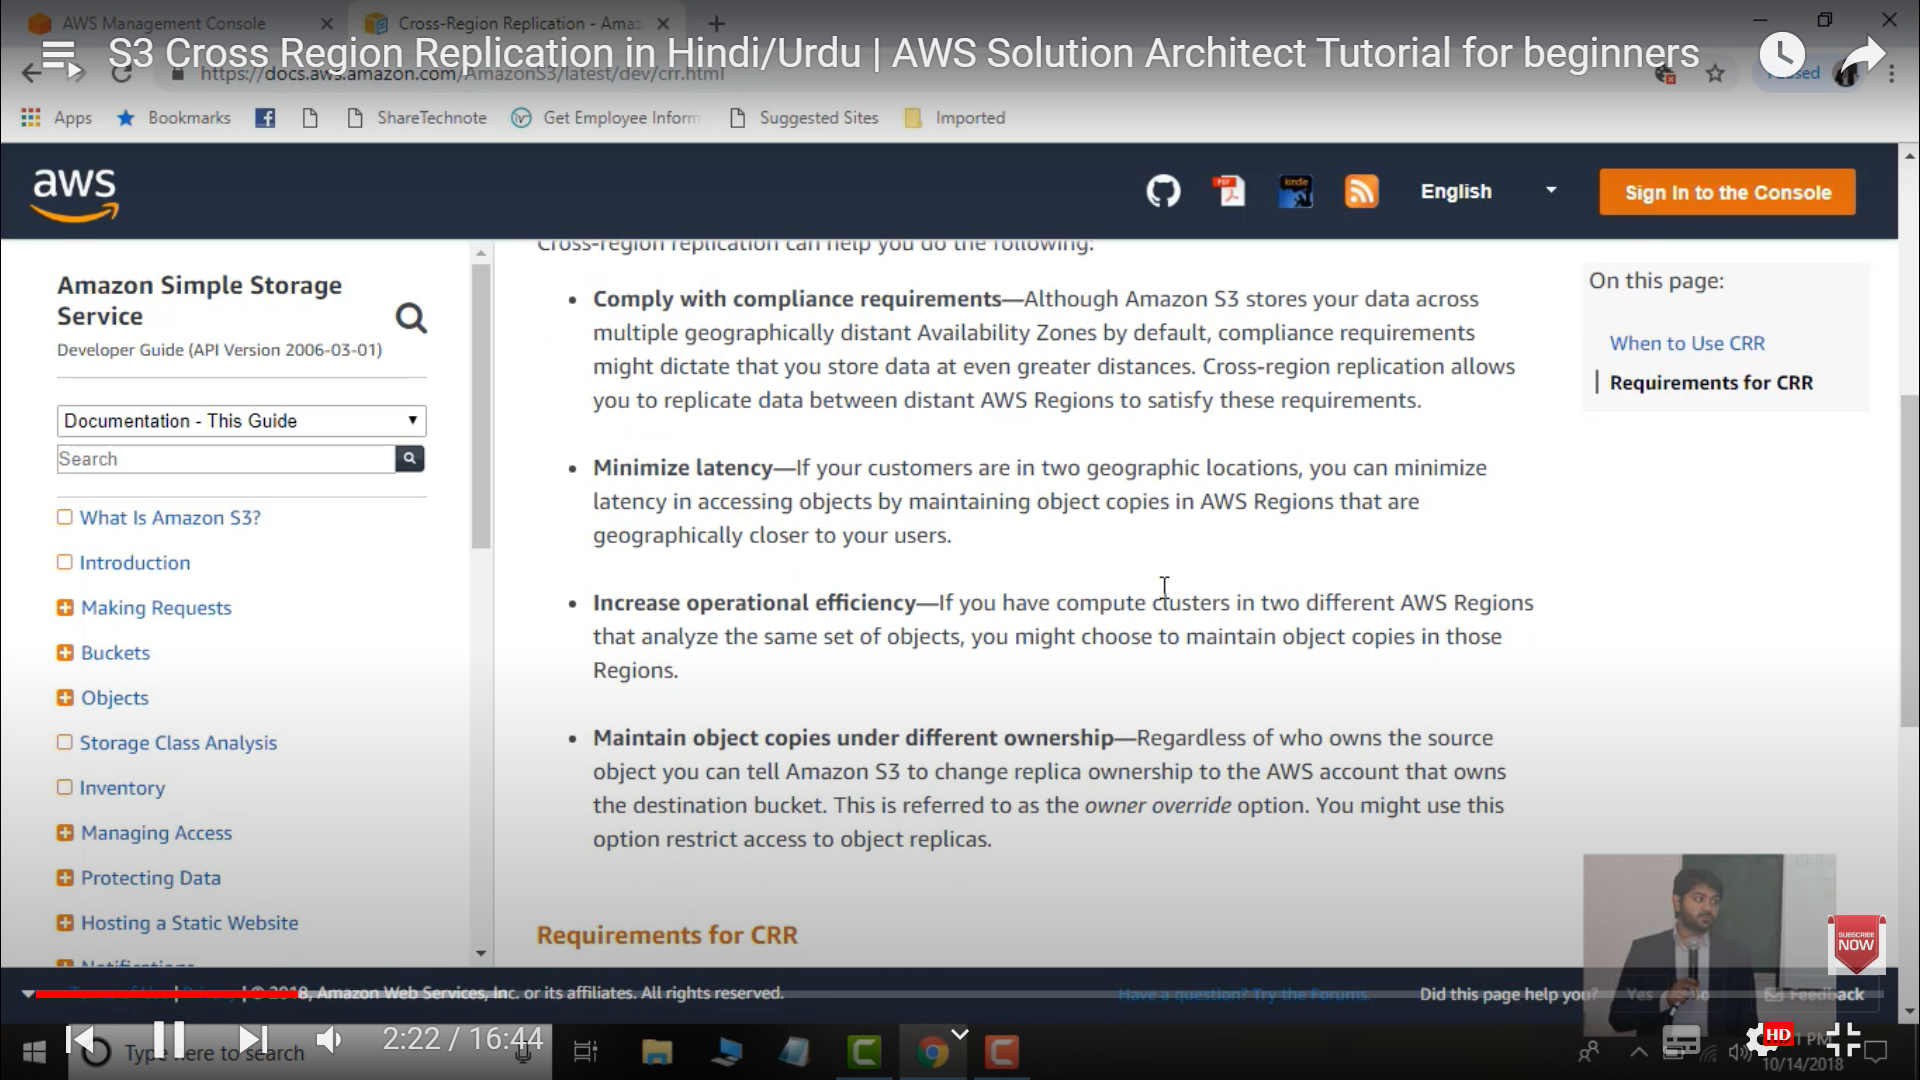 AWS Management Console
Cross-Region Replication - Amaz
S3 Cross Region Replication in Hindi/Urdu | AWS Solution Architect Tutorial for beginners
https://docs.aws.amazon.com/AmazonS3/latest/dev/crr.html
Apps
Bookmarks
ShareTechnote
Get Employee Inform
Suggested Sites
Imported
aws
PDF
kindle
English
Sign In to the Console
Amazon Simple Storage
Service
Developer Guide (API Version 2006-03-01)
Documentation - This Guide
Search
What Is Amazon S3?
Introduction
Making Requests
Buckets
Objects
Storage Class Analysis
Inventory
Managing Access
Protecting Data
Hosting a Static Website
Notifications
Cross-region replication can help you do the following:
• Comply with compliance requirements—Although Amazon S3 stores your data across
multiple geographically distant Availability Zones by default, compliance requirements
might dictate that you store data at even greater distances. Cross-region replication allows
you to replicate data between distant AWS Regions to satisfy these requirements.
• Minimize latency—If your customers are in two geographic locations, you can minimize
latency in accessing objects by maintaining object copies in AWS Regions that are
geographically closer to your users.
• Increase operational efficiency—If you have compute clusters in two different AWS Regions
that analyze the same set of objects, you might choose to maintain object copies in those
Regions.
• Maintain object copies under different ownership—Regardless of who owns the source
object you can tell Amazon S3 to change replica ownership to the AWS account that owns
the destination bucket. This is referred to as the owner override option. You might use this
option restrict access to object replicas.
Requirements for CRR
On this page:
When to Use CRR
Requirements for CRR
SUBSCRIBE
NOW
© 2018, Amazon Web Services, Inc. or its affiliates. All rights reserved.
Have a question? Try the Forums.
Did this page help you?
Yes
Feedback
2:22 / 16:44
Type here to search
HD
PM
10/14/2018